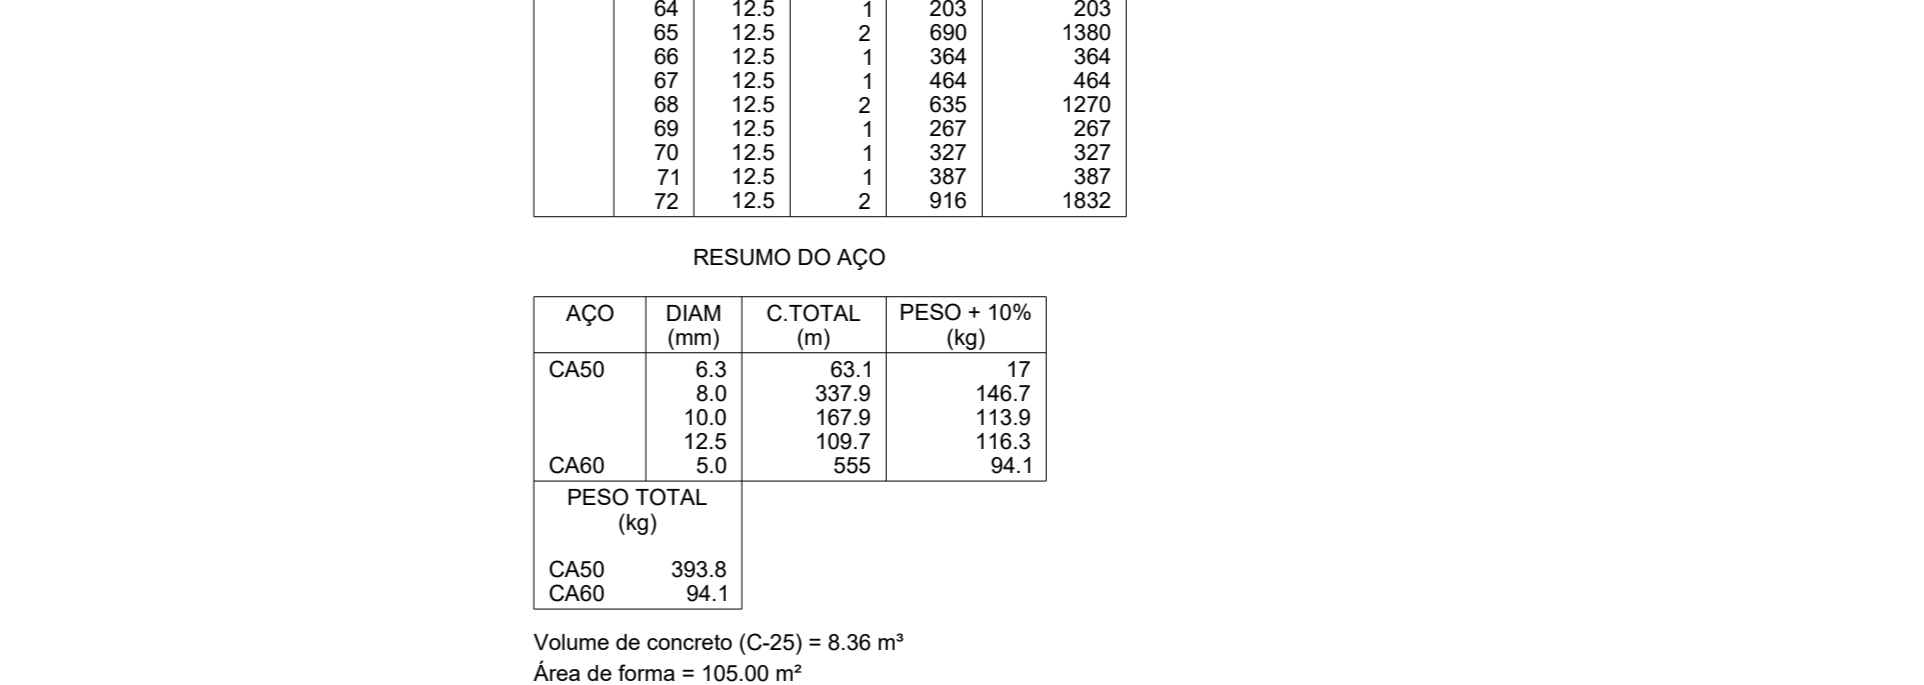 64 12.5 1 203 203
65 12.5 2 690 1380
66 12.5 1 364 364
67 12.5 1 464 464
68 12.5 2 635 1270
69 12.5 1 267 267
70 12.5 1 327 327
71 12.5 1 387 387
72 12.5 2 916 1832
RESUMO DO AÇO
AÇO DIAM C.TOTAL PESO + 10%
(mm) (m) (kg)
CA50 6.3 63.1 17
8.0 337.9 146.7
10.0 167.9 113.9
12.5 109.7 116.3
CA60 5.0 555 94.1
PESO TOTAL
(kg)
CA50 393.8
CA60 94.1
Volume de concreto (C-25) = 8.36 m³
Área de forma = 105.00 m²